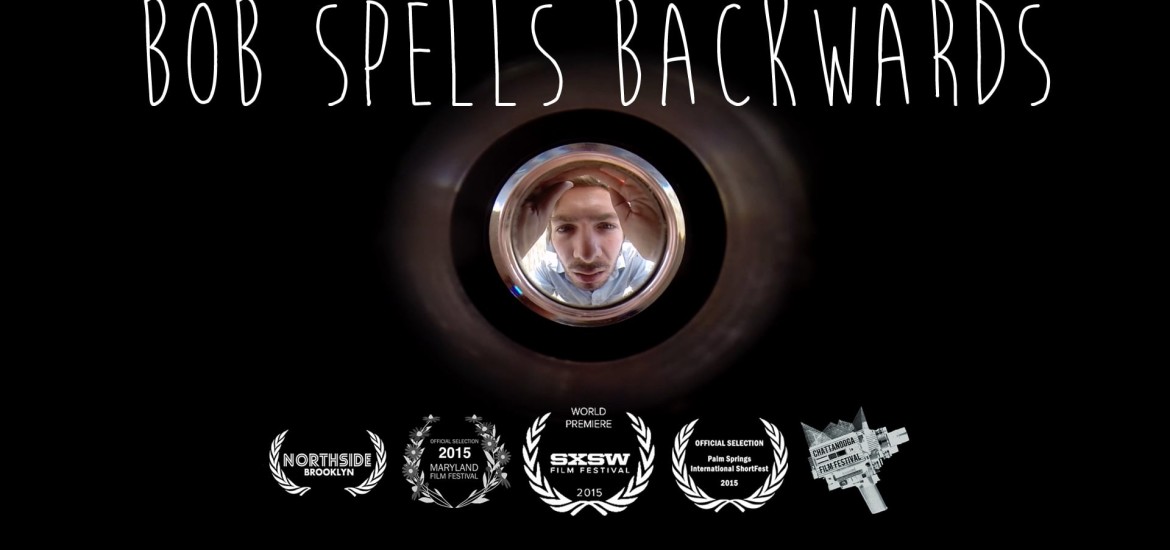 BOB SPELLS BACKWARDS
NORTHSIDE
BROOKLYN
OFFICIAL SELECTION
2015
MARYLAND
FILM FESTIVAL
WORLD
PREMIERE
SXSW
FILM FESTIVAL
2015
OFFICIAL SELECTION
Palm Springs
International ShortFest
2015
CHATTANOOGA
FILM FESTIVAL